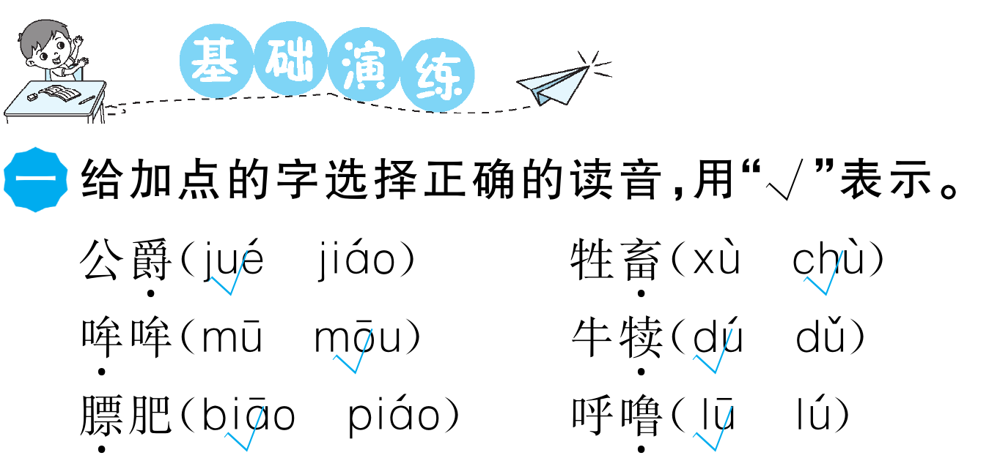 基础演练
一 给加点的字选择正确的读音,用“√”表示。
公爵(jué√ jiáo) 牲畜(xù chù√)
哞哞(mū mōu√) 牛犊(dú√ dǔ)
膘肥(biāo√ piáo) 呼噜(lū√ lú)